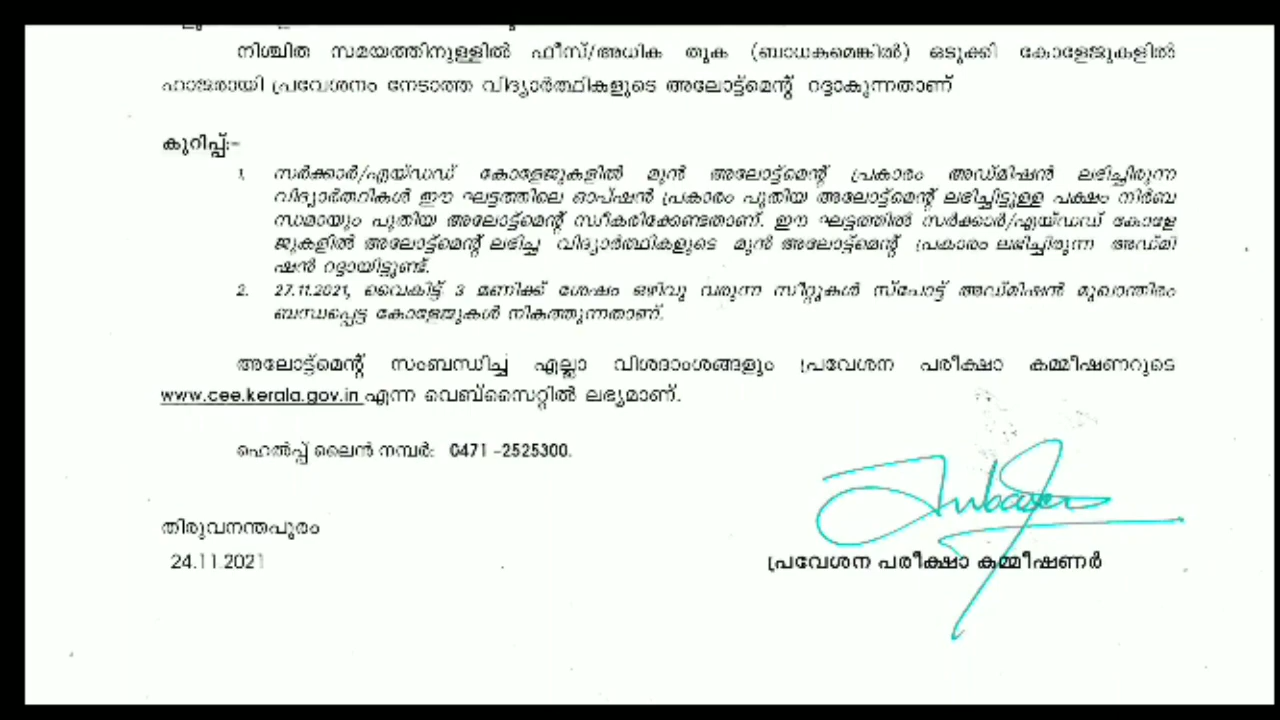 നിശ്ചിത സമയത്തിനുള്ളിൽ ഫീസ്/അധിക തുക (ബാധകമെങ്കിൽ) ഒടുക്കി കോളേജുകളിൽ
ഹാജരായി പ്രവേശനം നേടാത്ത വിദ്യാർത്ഥികളുടെ അലോട്ട്മെന്റ് റദ്ദാകുന്നതാണ്
കുറിപ്പ്:-
1. സർക്കാർ/എയ്ഡഡ് കോളേജുകളിൽ മുൻ അലോട്ട്മെന്റ് പ്രകാരം അഡ്മിഷൻ ലഭിച്ചിരുന്ന
വിദ്യാർത്ഥികൾ ഈ ഘട്ടത്തിലെ ഓപ്ഷൻ പ്രകാരം പുതിയ അലോട്ട്മെന്റ് ലഭിച്ചിട്ടുള്ള പക്ഷം നിർബ
ന്ധമായും പുതിയ അലോട്ട്മെന്റ് സ്വീകരിക്കേണ്ടതാണ്. ഈ ഘട്ടത്തിൽ സർക്കാർ/എയ്ഡഡ് കോളേ
ജുകളിൽ അലോട്ട്മെന്റ് ലഭിച്ച വിദ്യാർത്ഥികളുടെ മുൻ അലോട്ട്മെന്റ് പ്രകാരം ലഭിച്ചിരുന്ന അഡ്മി
ഷൻ റദ്ദായിട്ടുണ്ട്.
2. 27.11.2021, വൈകിട്ട് 3 മണിക്ക് ശേഷം ഒഴിവു വരുന്ന സീറ്റുകൾ സ്പോട്ട് അഡ്മിഷൻ മുഖാന്തിരം
ബന്ധപ്പെട്ട കോളേജുകൾ നികത്തുന്നതാണ്.
അലോട്ട്മെന്റ് സംബന്ധിച്ച എല്ലാ വിശദാംശങ്ങളും പ്രവേശന പരീക്ഷാ കമ്മീഷണറുടെ
www.cee.kerala.gov.in എന്ന വെബ്സൈറ്റിൽ ലഭ്യമാണ്.
ഹെൽപ്പ് ലൈൻ നമ്പർ: 0471 -2525300.
തിരുവനന്തപുരം
24.11.2021
പ്രവേശന പരീക്ഷാ കമ്മീഷണർ